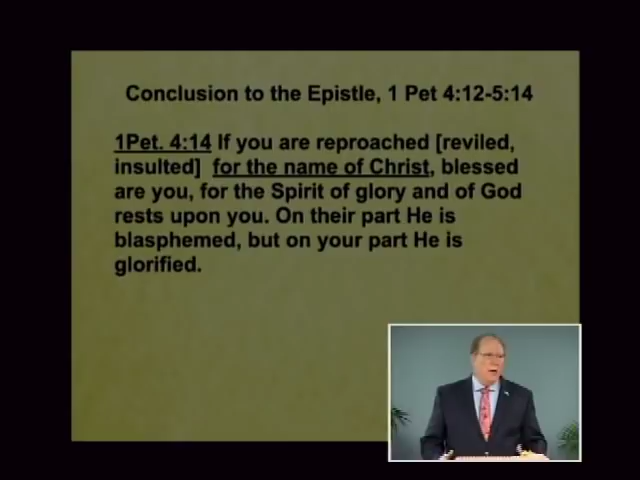 Conclusion to the Epistle, 1 Pet 4:12-5:14
1Pet. 4:14 If you are reproached [reviled,
insulted]  for the name of Christ, blessed
are you, for the Spirit of glory and of God
rests upon you. On their part He is
blasphemed, but on your part He is
glorified.